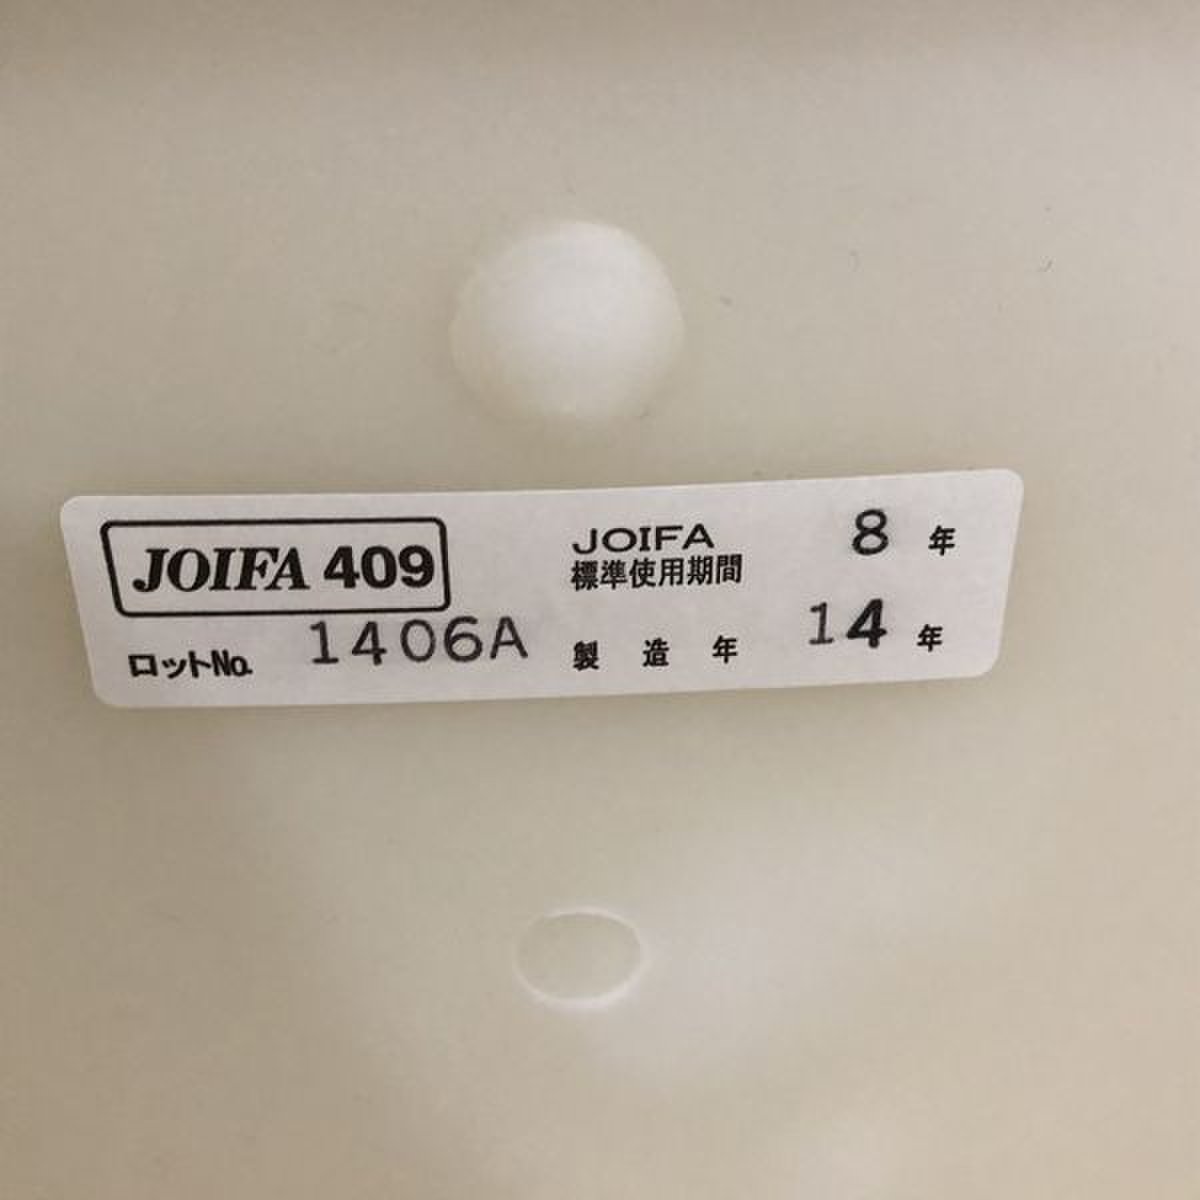 JOIFA 409
ロットNo. 1406A
JOIFA 8 年
標準使用期間
製造年 14 年